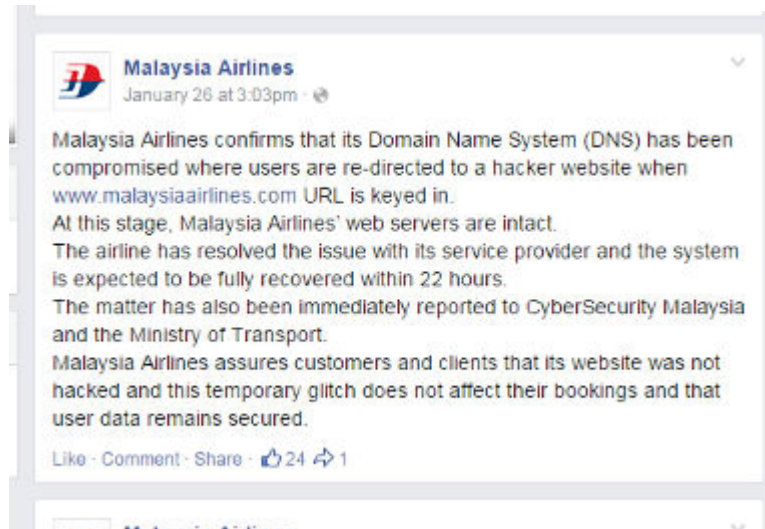 Malaysia Airlines
January 26 at 3:03pm ·
Malaysia Airlines confirms that its Domain Name System (DNS) has been
compromised where users are re-directed to a hacker website when
www.malaysiaairlines.com URL is keyed in.
At this stage, Malaysia Airlines' web servers are intact.
The airline has resolved the issue with its service provider and the system
is expected to be fully recovered within 22 hours.
The matter has also been immediately reported to CyberSecurity Malaysia
and the Ministry of Transport.
Malaysia Airlines assures customers and clients that its website was not
hacked and this temporary glitch does not affect their bookings and that
user data remains secured.
Like · Comment · Share · 24 1